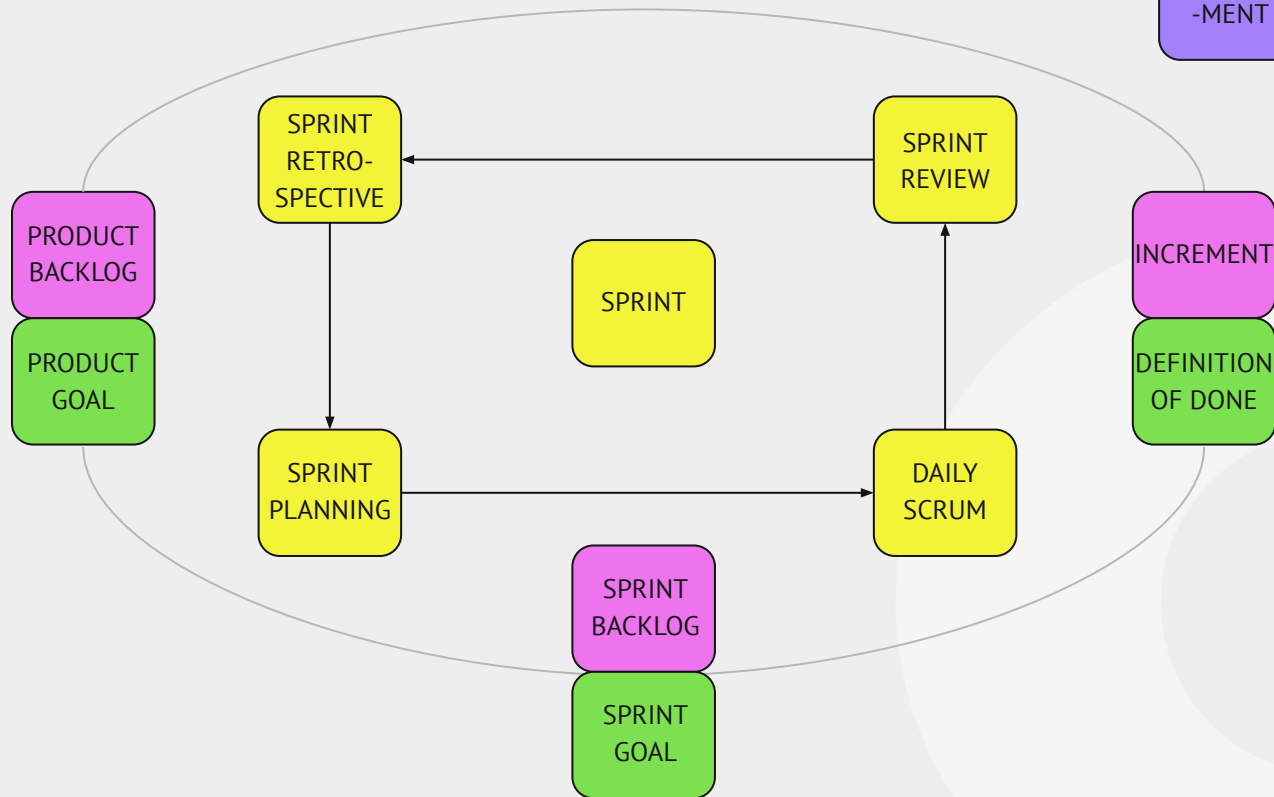 -MENT
SPRINT
RETRO-
SPECTIVE
SPRINT
REVIEW
PRODUCT
BACKLOG
INCREMENT
SPRINT
PRODUCT
GOAL
DEFINITION
OF DONE
SPRINT
PLANNING
DAILY
SCRUM
SPRINT
BACKLOG
SPRINT
GOAL